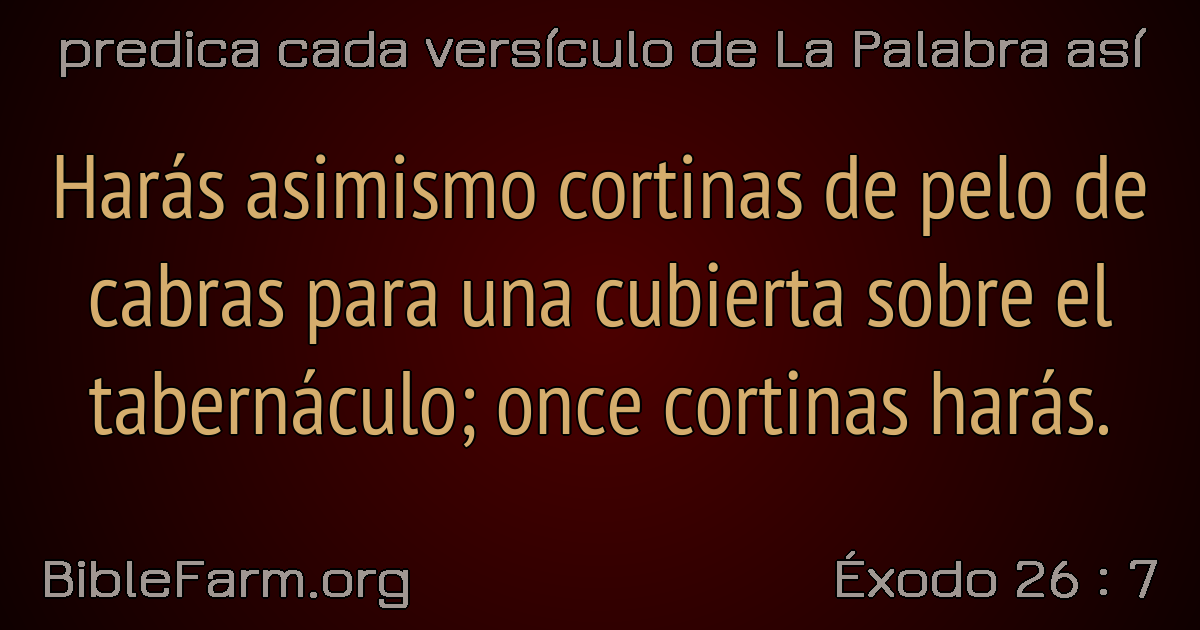 predica cada versículo de La Palabra así
Harás asimismo cortinas de pelo de
cabras para una cubierta sobre el
tabernáculo; once cortinas harás.
BibleFarm.org
Éxodo 26 : 7